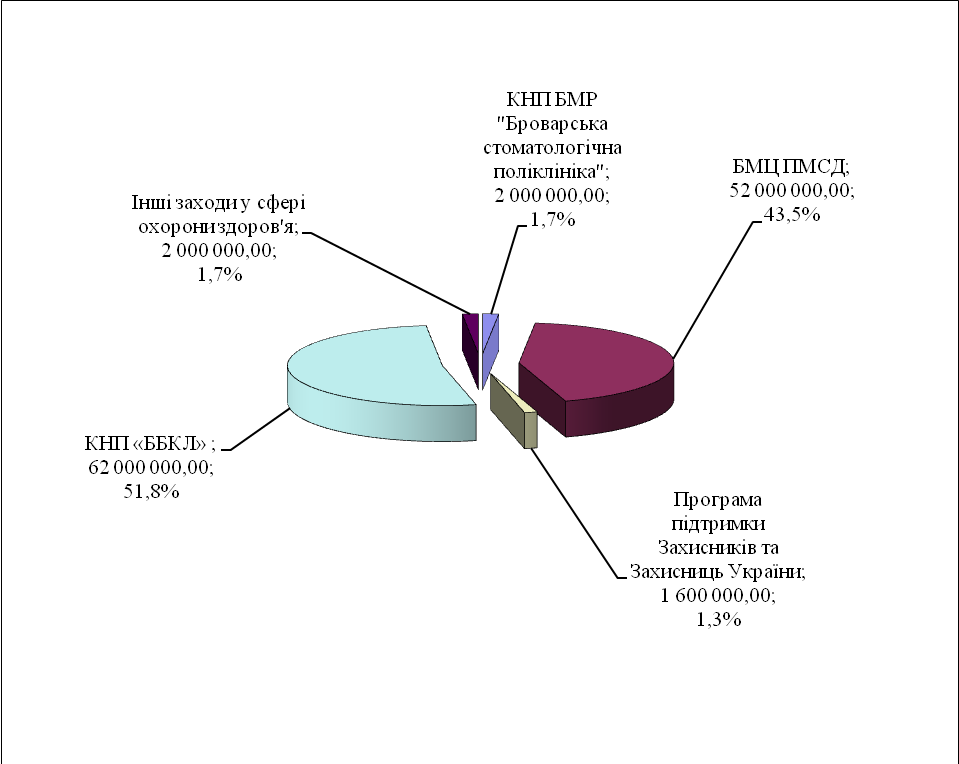 КНП БМР
"Броварська
стоматологічна
поліклініка";
2 000 000,00;
1,7%
БМЦ ПМСД;
52 000 000,00;
43,5%
Інші заходи у сфері
охорони здоров'я;
2 000 000,00;
1,7%
КНП «ББКЛ» ;
62 000 000,00;
51,8%
Програма
підтримки
Захисників та
Захисниць України;
1 600 000,00;
1,3%